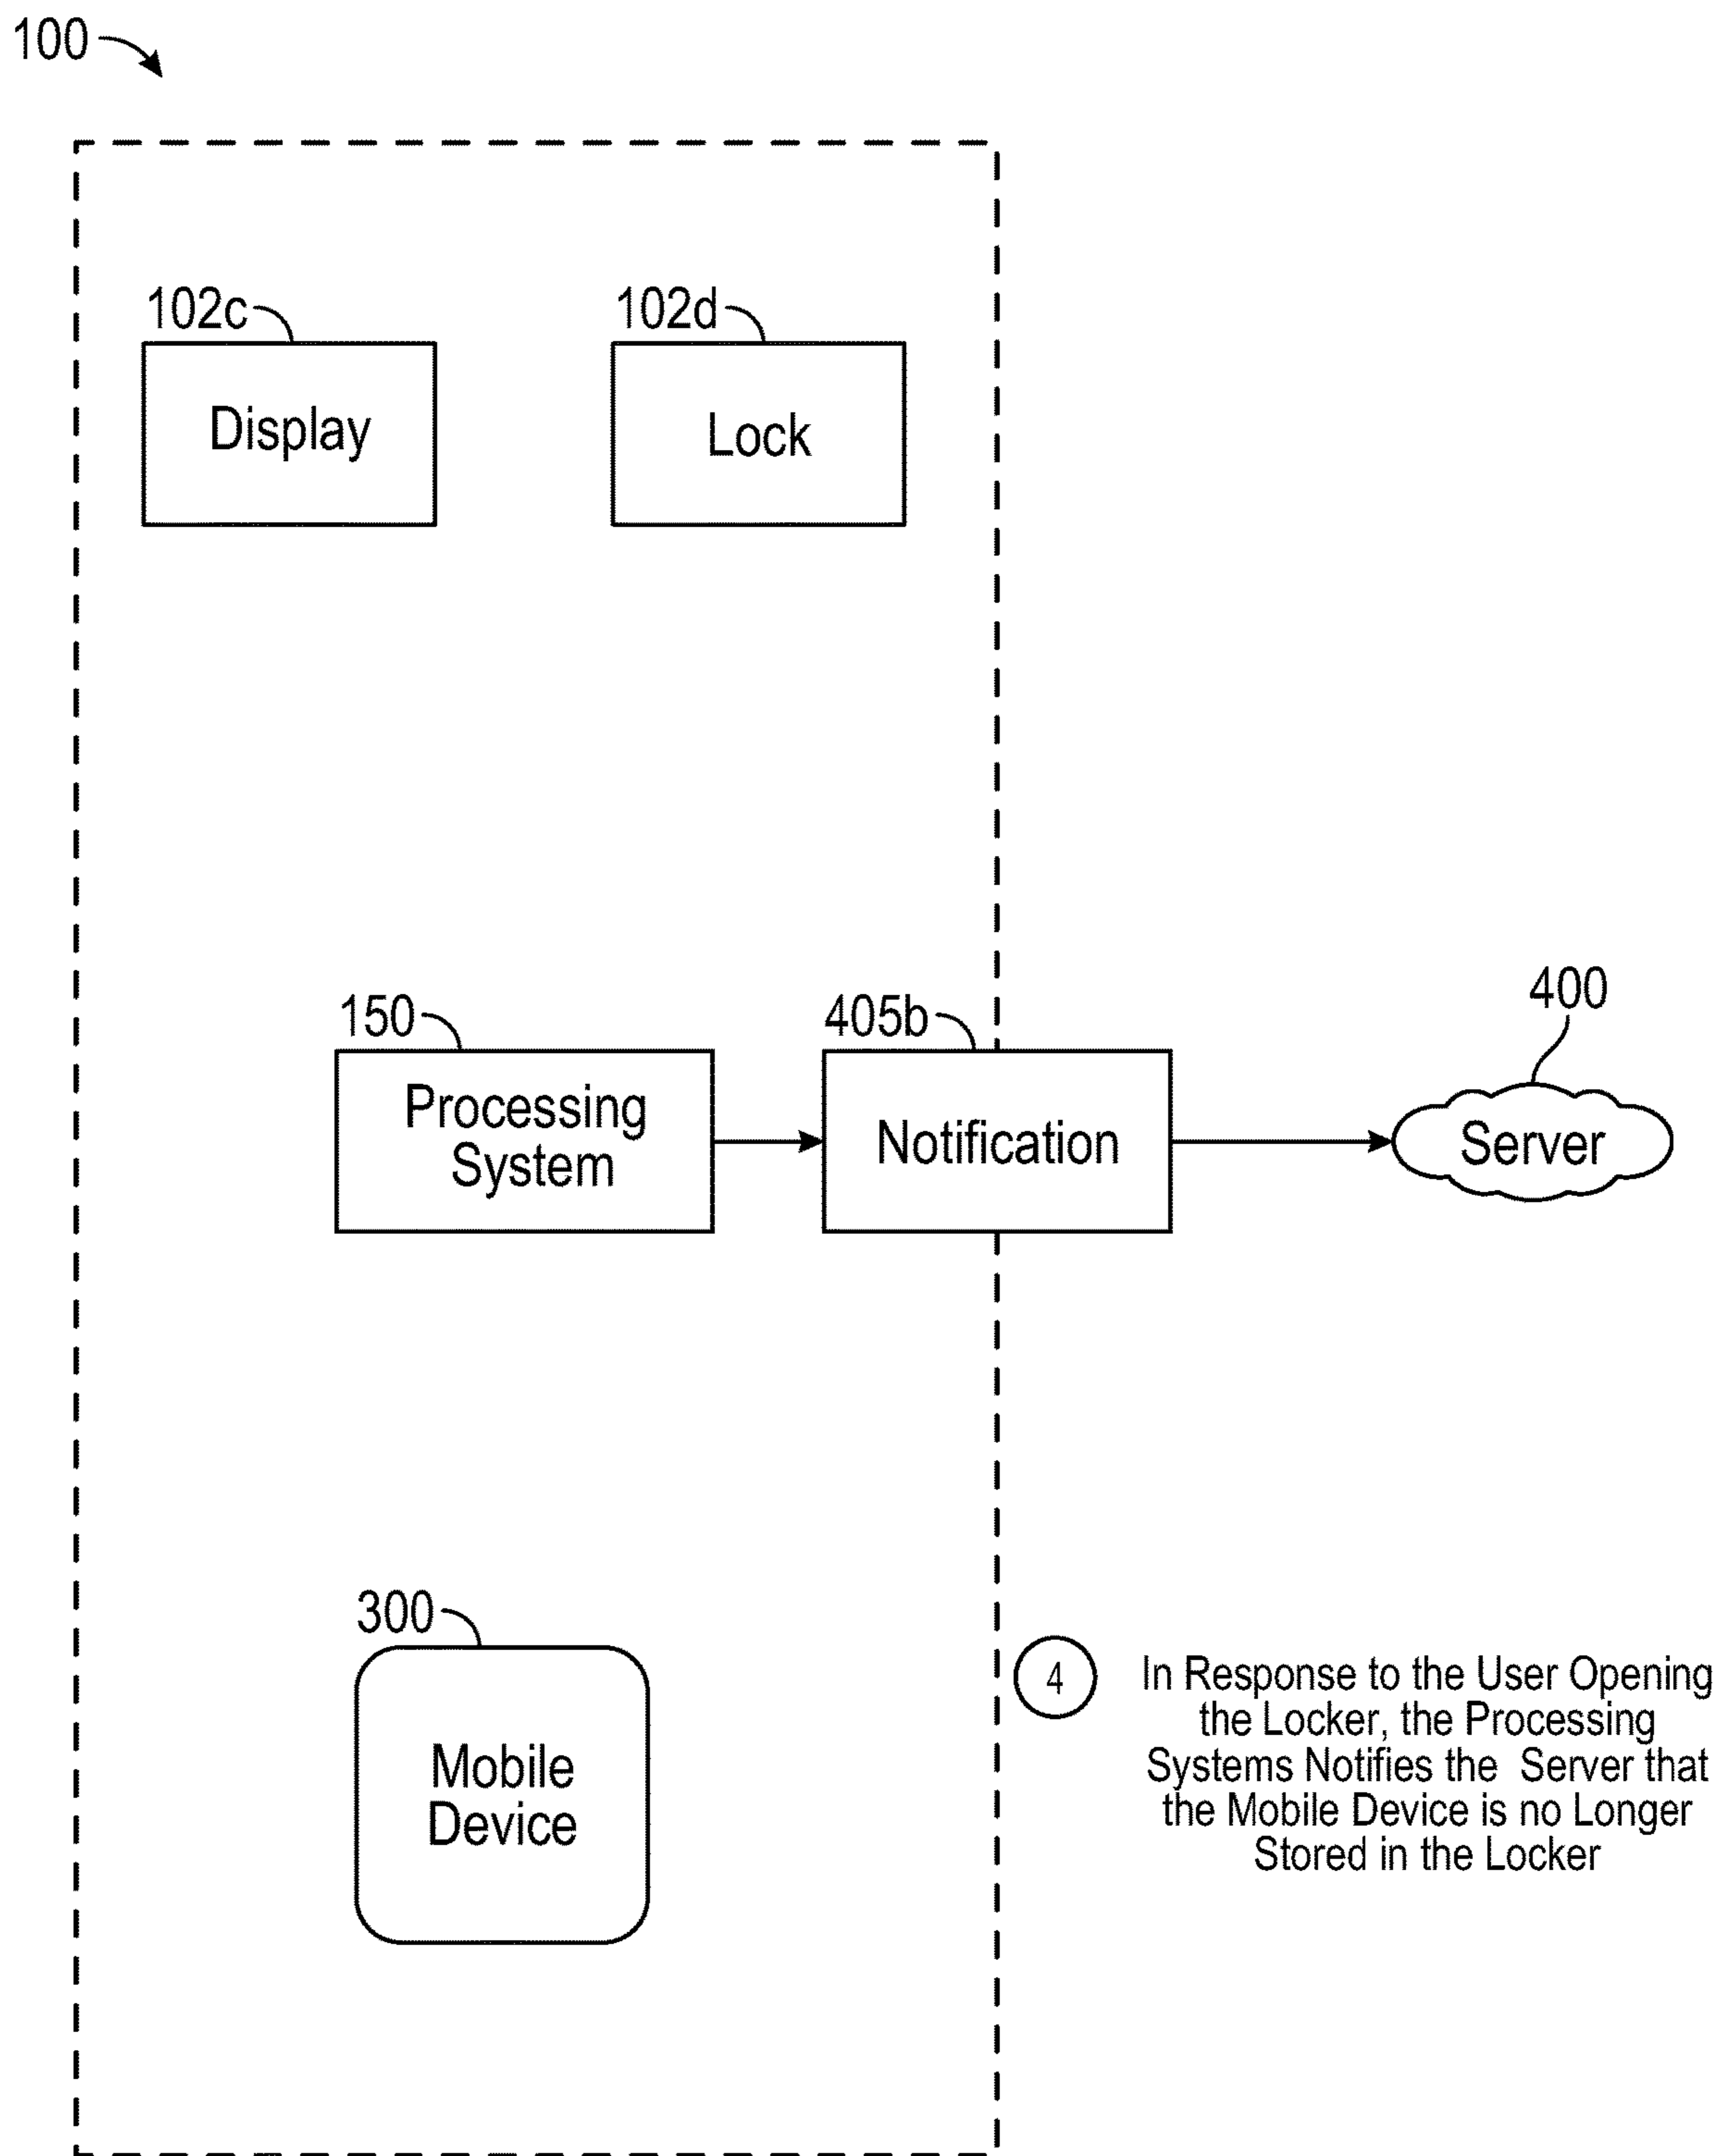 100
102c
102d
Display
Lock
150
405b
400
Processing
System
Notification
Server
300
Mobile
Device
4
In Response to the User Opening
the Locker, the Processing
Systems Notifies the Server that
the Mobile Device is no Longer
Stored in the Locker